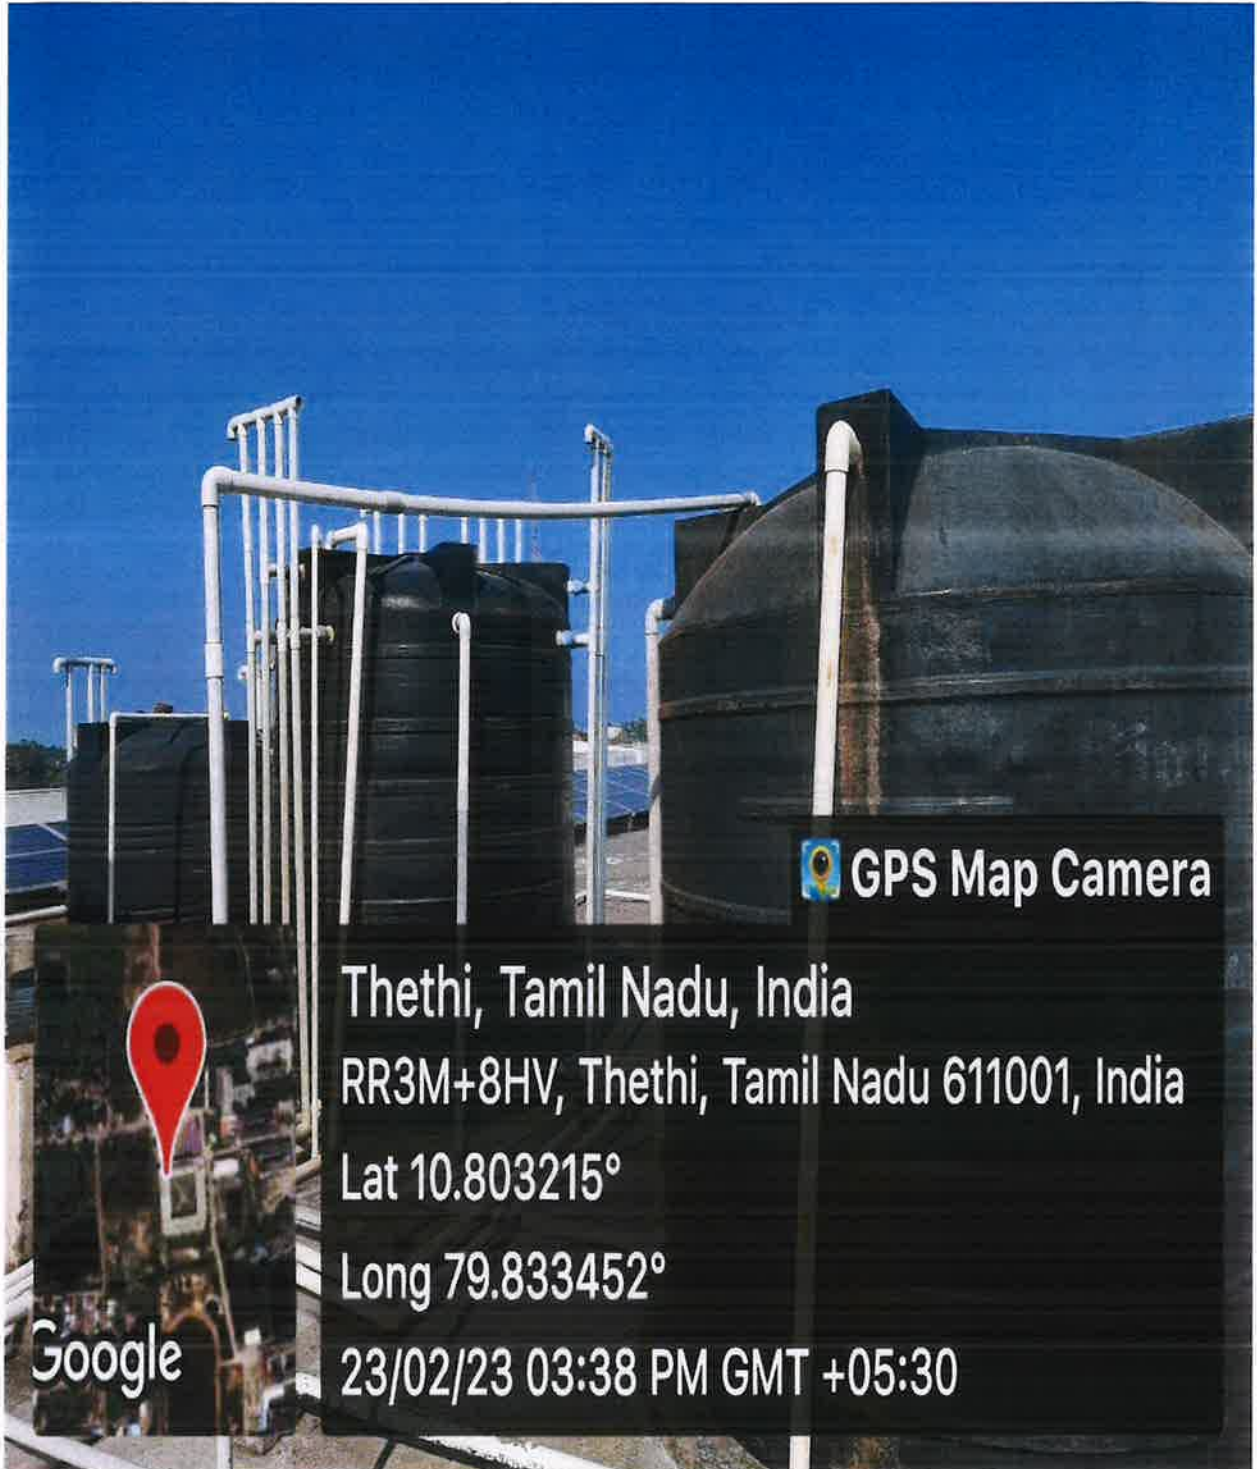 GPS Map Camera
Thethi, Tamil Nadu, India
RR3M+8HV, Thethi, Tamil Nadu 611001, India
Lat 10.803215°
Long 79.833452°
23/02/23 03:38 PM GMT +05:30
Google